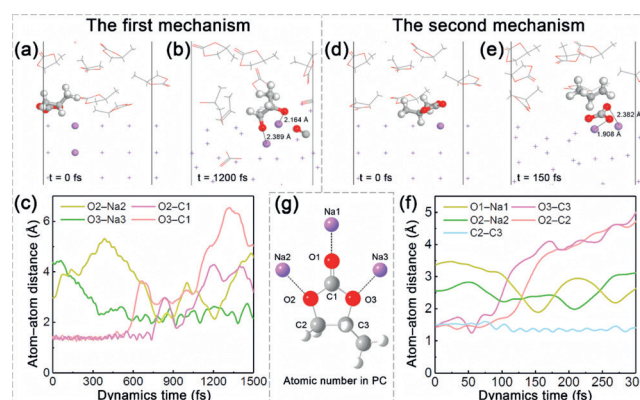 The first mechanism
The second mechanism
(a)
(b)
(d)
(e)
2.164 Å
2.389 Å
2.382 Å
1.908 Å
t = 0 fs
t = 1200 fs
t = 0 fs
t = 150 fs
(c)
O2–Na2 O2–C1
O3–Na3 O3–C1
Atom–atom distance (Å)
6
4
2
0
0 300 600 900 1200 1500
Dynamics time (fs)
(g)
Na1
Na2
Na3
O1
O2
C1
O3
C2
C3
Atomic number in PC
(f)
O1–Na1 O3–C3
O2–Na2 O2–C2
C2–C3
Atom–atom distance (Å)
5
4
3
2
1
0
0 50 100 150 200 250 300
Dynamics time (fs)